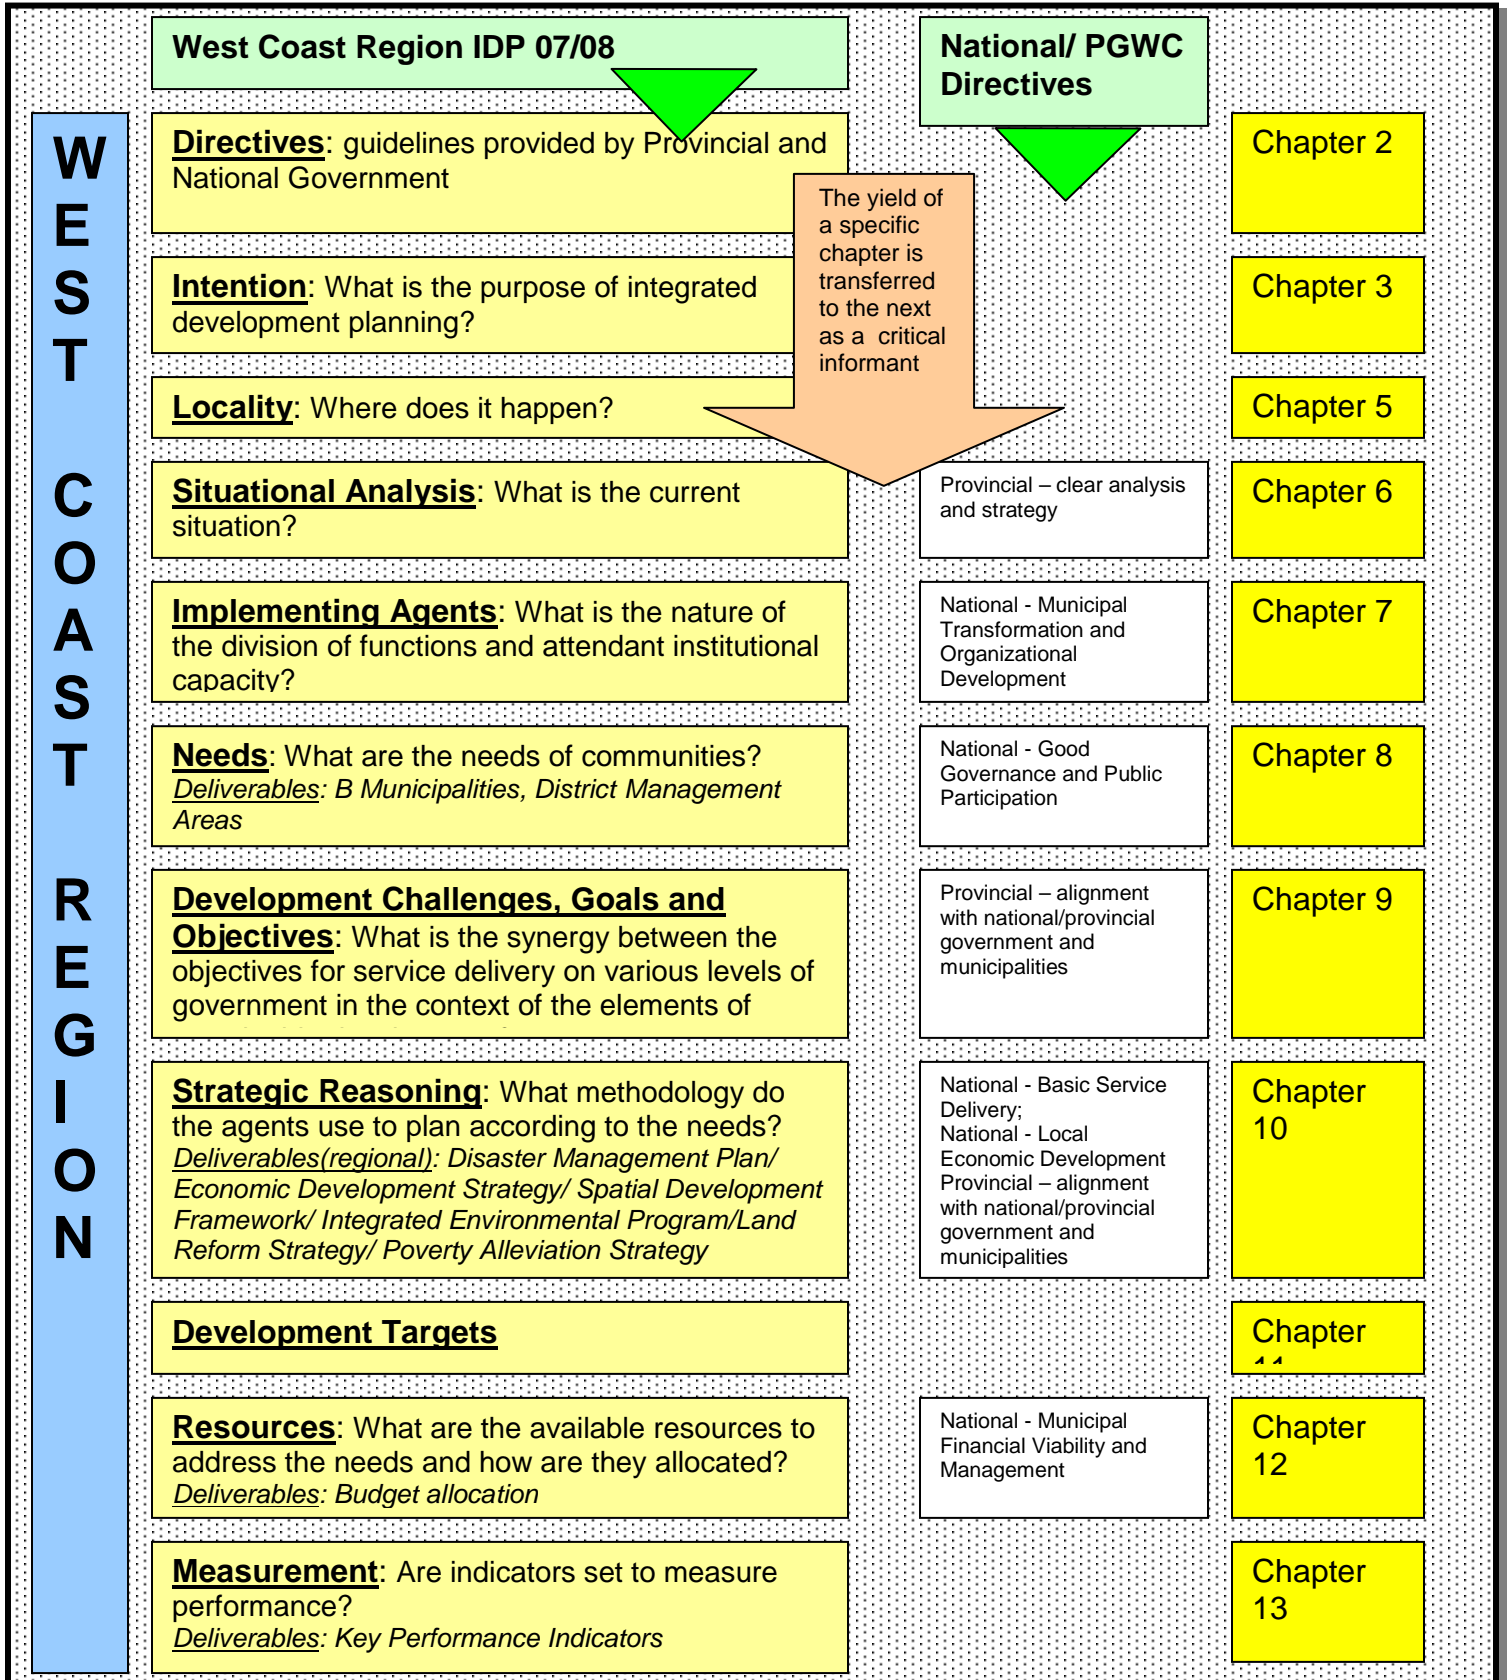 West Coast Region IDP 07/08
National/ PGWC
Directives
WEST COAST REGION
Directives: guidelines provided by Provincial and
National Government
Chapter 2
The yield of
a specific
chapter is
transferred
to the next
as a critical
informant
Intention: What is the purpose of integrated
development planning?
Chapter 3
Locality: Where does it happen?
Chapter 5
Situational Analysis: What is the current
situation?
Provincial – clear analysis
and strategy
Chapter 6
Implementing Agents: What is the nature of
the division of functions and attendant institutional
capacity?
National - Municipal
Transformation and
Organizational
Development
Chapter 7
Needs: What are the needs of communities?
Deliverables: B Municipalities, District Management
Areas
National - Good
Governance and Public
Participation
Chapter 8
Development Challenges, Goals and
Objectives: What is the synergy between the
objectives for service delivery on various levels of
government in the context of the elements of
Provincial – alignment
with national/provincial
government and
municipalities
Chapter 9
Strategic Reasoning: What methodology do
the agents use to plan according to the needs?
Deliverables(regional): Disaster Management Plan/
Economic Development Strategy/ Spatial Development
Framework/ Integrated Environmental Program/Land
Reform Strategy/ Poverty Alleviation Strategy
National - Basic Service
Delivery;
National - Local
Economic Development
Provincial – alignment
with national/provincial
government and
municipalities
Chapter
10
Development Targets
Chapter
Resources: What are the available resources to
address the needs and how are they allocated?
Deliverables: Budget allocation
National - Municipal
Financial Viability and
Management
Chapter
12
Measurement: Are indicators set to measure
performance?
Deliverables: Key Performance Indicators
Chapter
13